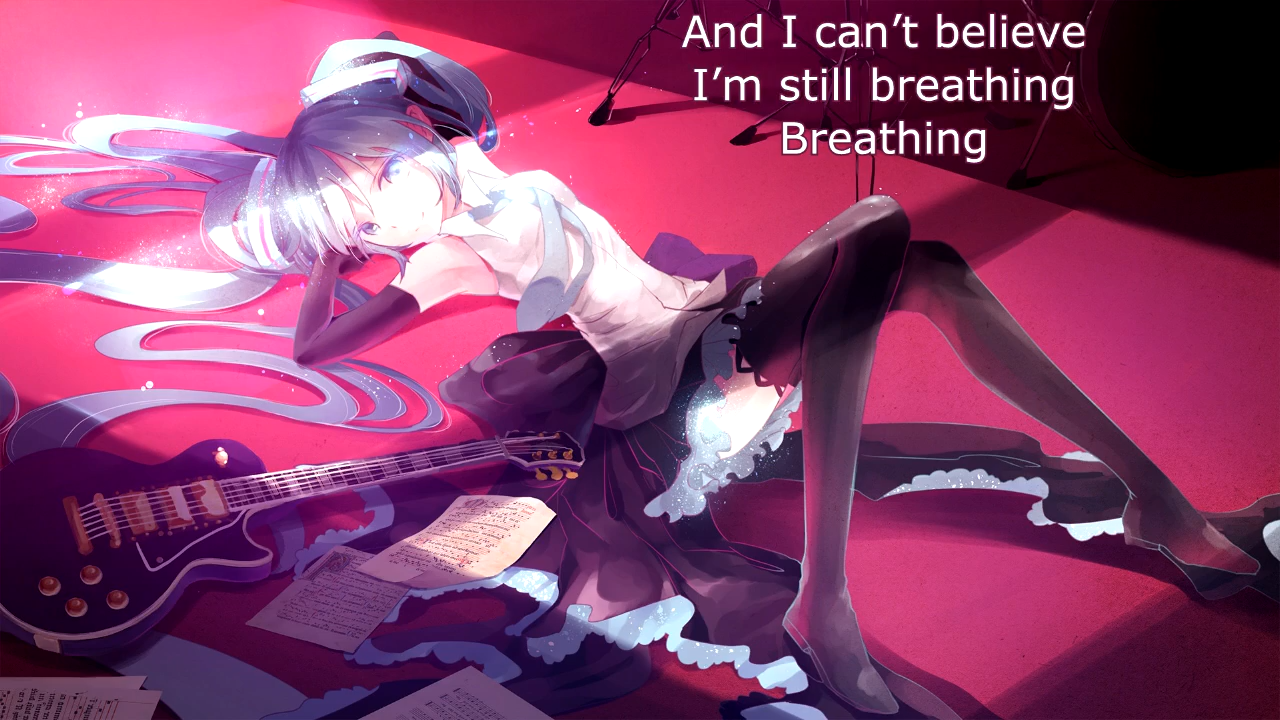 And I can’t believe
I’m still breathing
Breathing